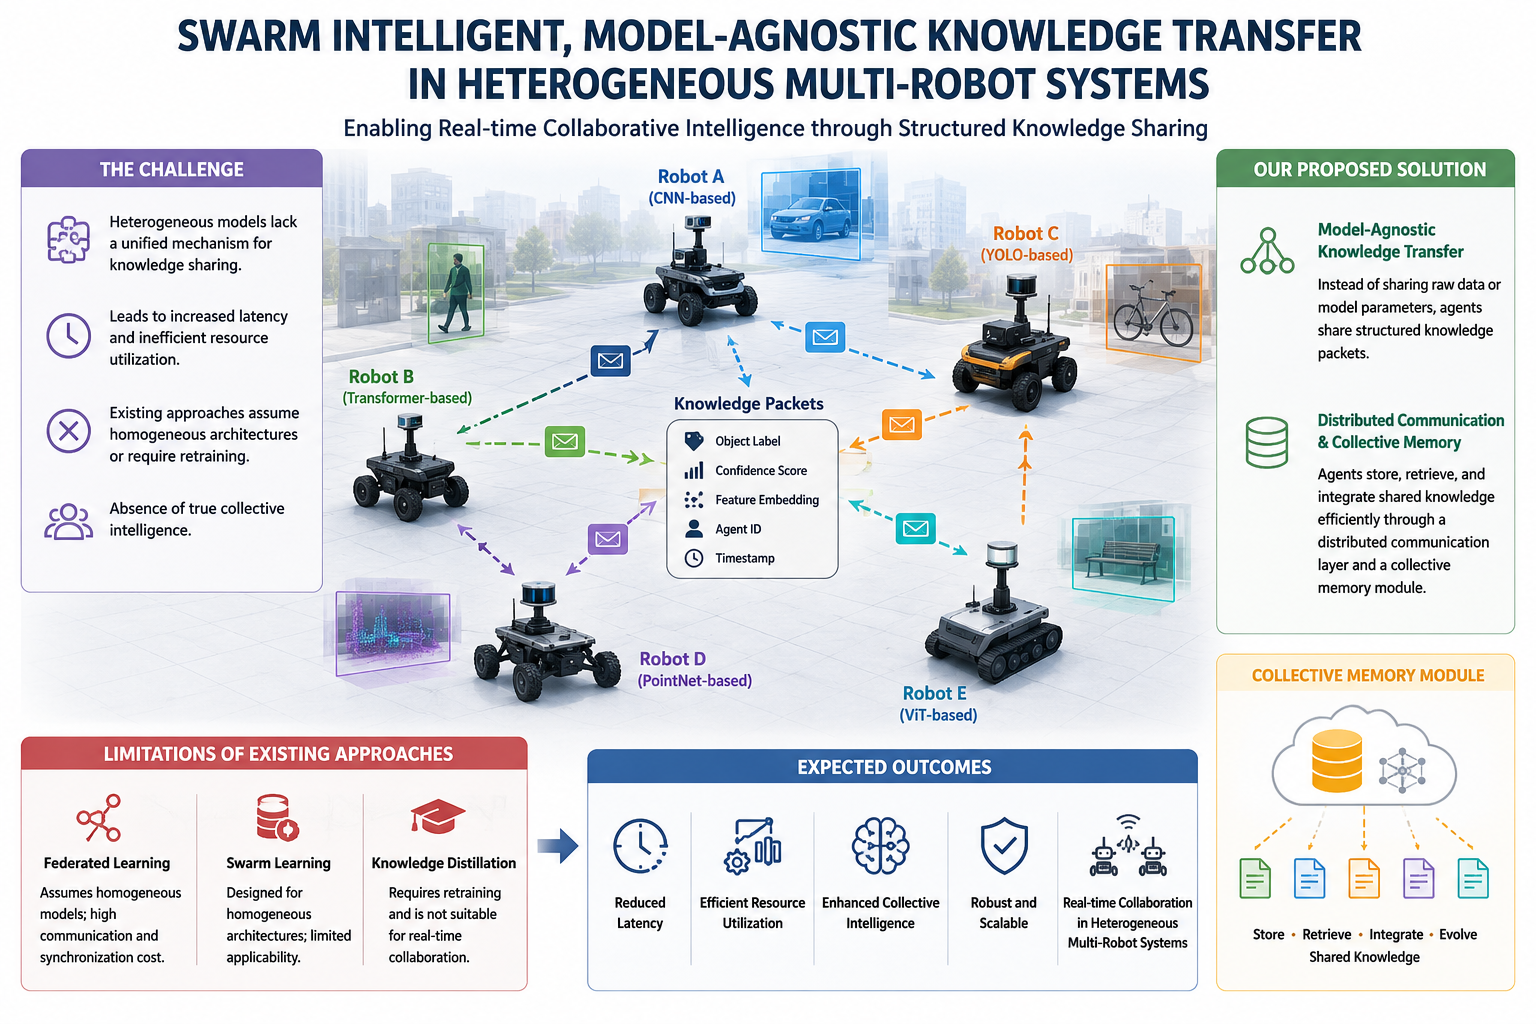 SWARM INTELLIGENT, MODEL-AGNOSTIC KNOWLEDGE TRANSFER
IN HETEROGENEOUS MULTI-ROBOT SYSTEMS
Enabling Real-time Collaborative Intelligence through Structured Knowledge Sharing
THE CHALLENGE
Heterogeneous models lack
a unified mechanism for
knowledge sharing.
Leads to increased latency
and inefficient resource
utilization.
Existing approaches assume
homogeneous architectures
or require retraining.
Absence of true collective
intelligence.
Robot A
(CNN-based)
Robot C
(YOLO-based)
Robot B
(Transformer-based)
Knowledge Packets
Object Label
Confidence Score
Feature Embedding
Agent ID
Timestamp
Robot D
(PointNet-based)
Robot E
(ViT-based)
OUR PROPOSED SOLUTION
Model-Agnostic
Knowledge Transfer
Instead of sharing raw data or
model parameters, agents
share structured knowledge
packets.
Distributed Communication
& Collective Memory
Agents store, retrieve, and
integrate shared knowledge
efficiently through a
distributed communication
layer and a collective
memory module.
COLLECTIVE MEMORY MODULE
Store • Retrieve • Integrate • Evolve
Shared Knowledge
LIMITATIONS OF EXISTING APPROACHES
Federated Learning
Assumes homogeneous
models; high
communication and
synchronization cost.
Swarm Learning
Designed for
homogeneous
architectures; limited
applicability.
Knowledge Distillation
Requires retraining
and is not suitable
for real-time
collaboration.
EXPECTED OUTCOMES
Reduced
Latency
Efficient Resource
Utilization
Enhanced Collective
Intelligence
Robust and
Scalable
Real-time Collaboration
in Heterogeneous
Multi-Robot Systems